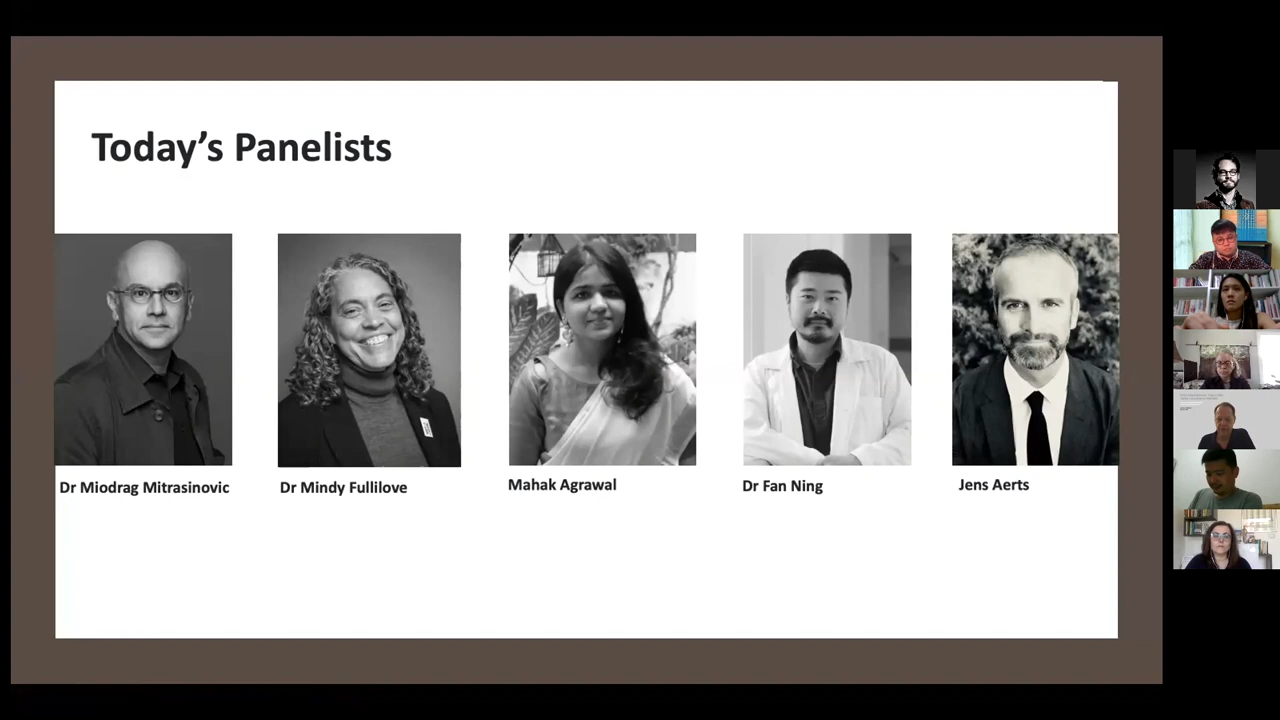 Today’s Panelists
Dr Miodrag Mitrasinovic
Dr Mindy Fullilove
Mahak Agrawal
Dr Fan Ning
Jens Aerts